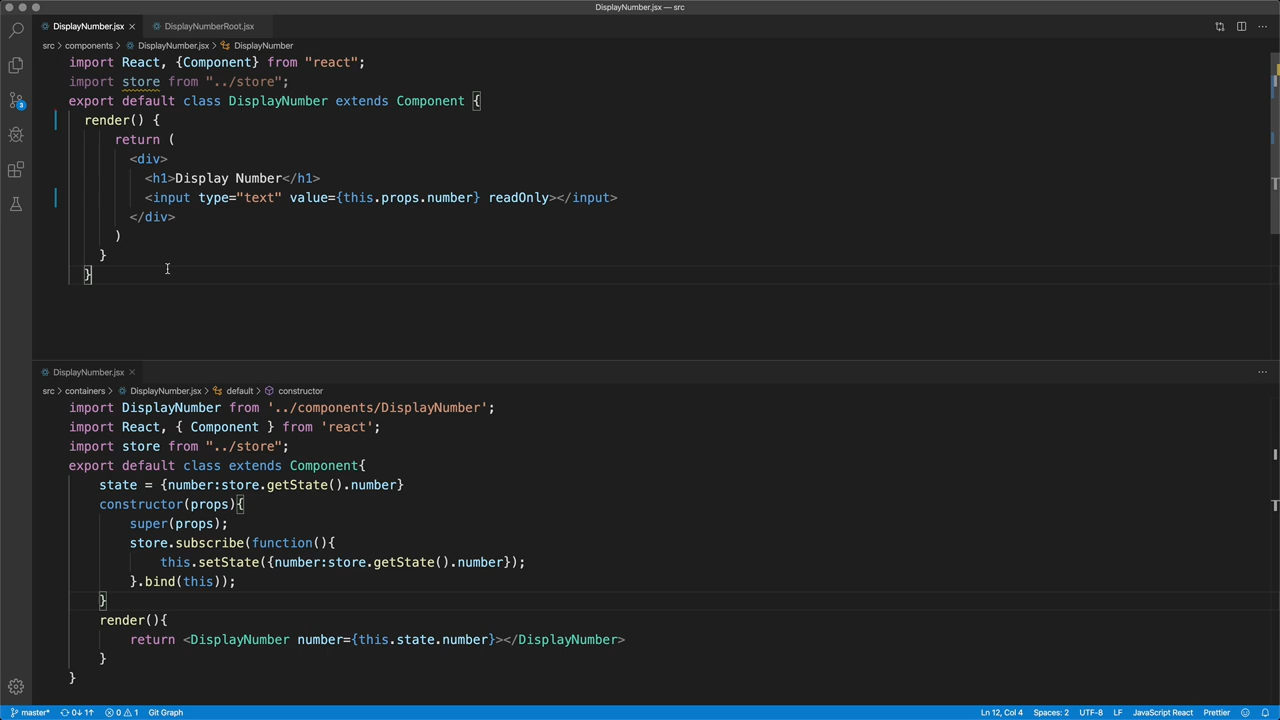 DisplayNumber.jsx — src
DisplayNumber.jsx × DisplayNumberRoot.jsx
src > components > DisplayNumber.jsx > DisplayNumber
import React, {Component} from "react";
import store from "../store";
export default class DisplayNumber extends Component {
render() {
return (
<div>
<h1>Display Number</h1>
<input type="text" value={this.props.number} readOnly></input>
</div>
)
}
}
DisplayNumber.jsx ×
src > containers > DisplayNumber.jsx > default > constructor
import DisplayNumber from '../components/DisplayNumber';
import React, { Component } from 'react';
import store from "../store";
export default class extends Component{
state = {number:store.getState().number}
constructor(props){
super(props);
store.subscribe(function(){
this.setState({number:store.getState().number});
}.bind(this));
}
render(){
return <DisplayNumber number={this.state.number}></DisplayNumber>
}
}
3
master* 0↓ 1↑ 0 1 Git Graph Ln 12, Col 4 Spaces: 2 UTF-8 LF JavaScript React Prettier